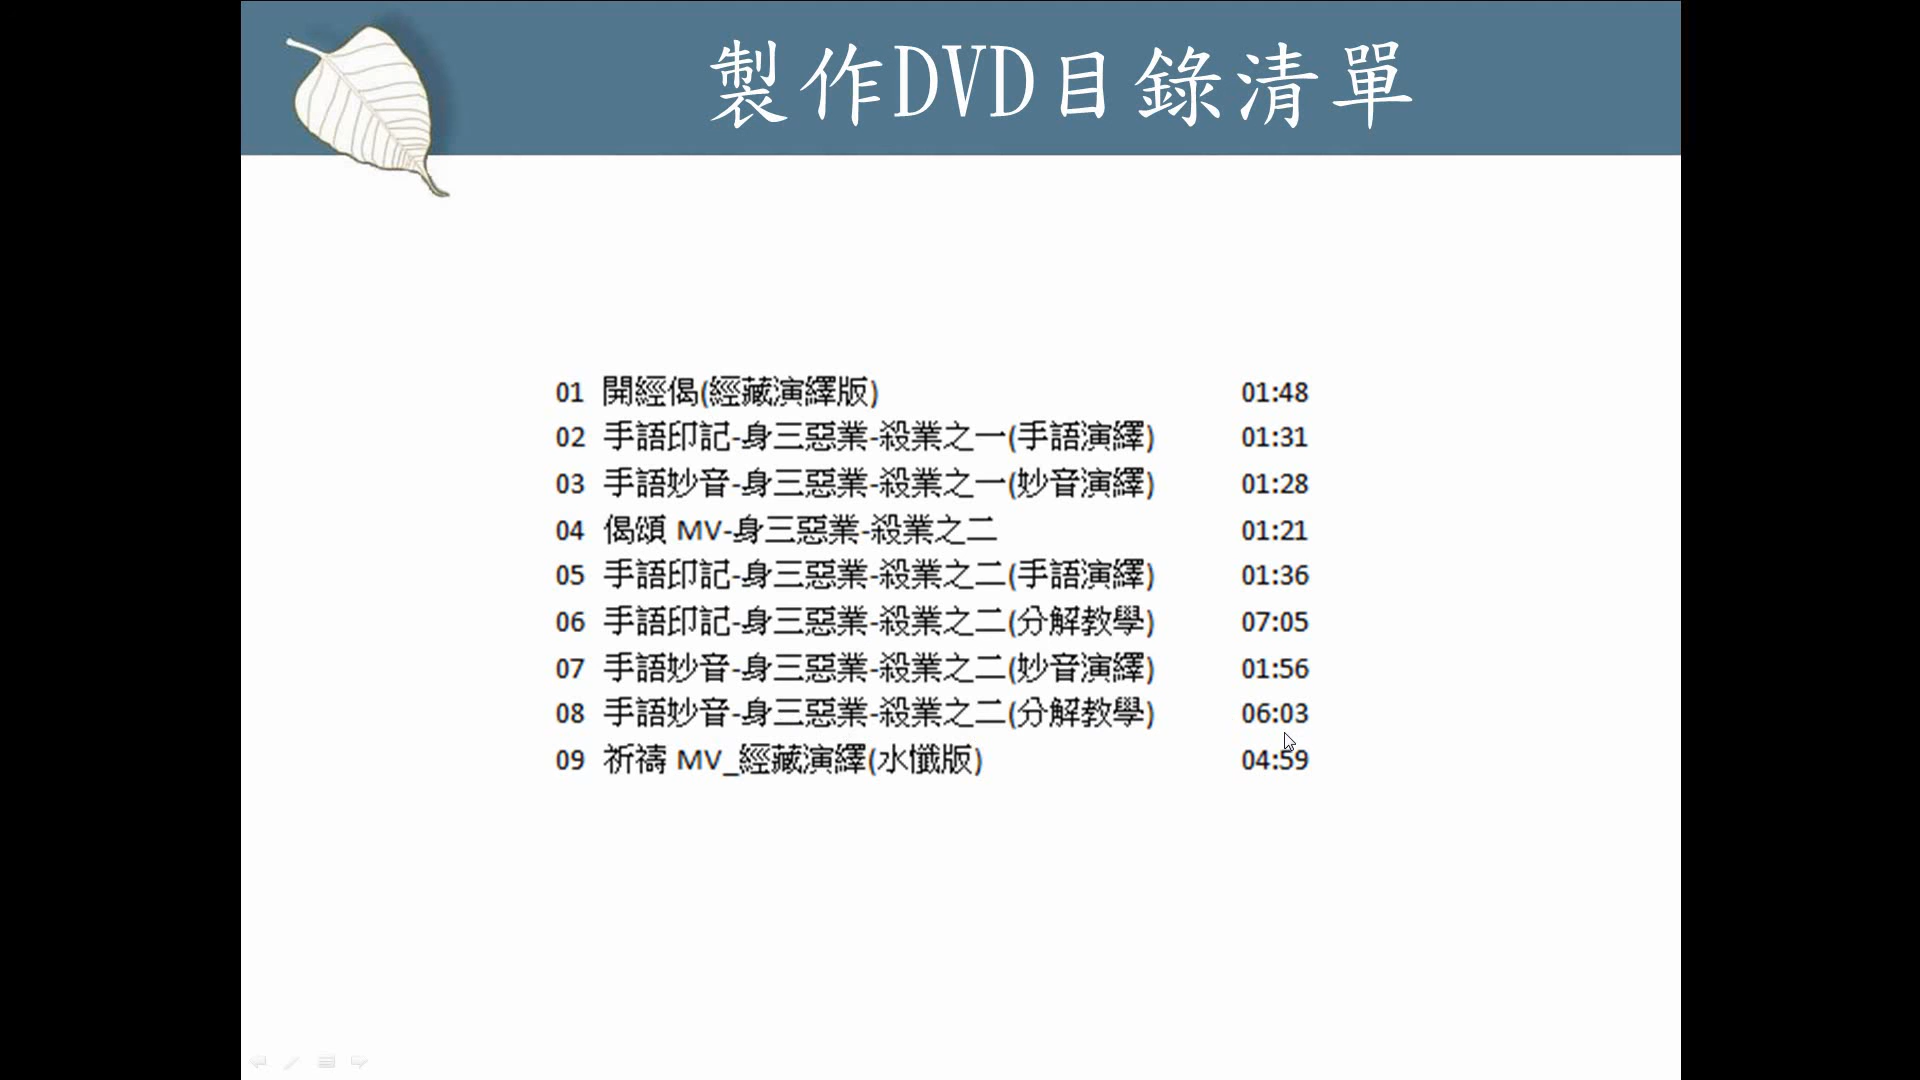 製作DVD目錄清單
01 開經偈(經藏演繹版) 01:48
02 手語印記-身三惡業-殺業之一(手語演繹) 01:31
03 手語妙音-身三惡業-殺業之一(妙音演繹) 01:28
04 偈頌 MV-身三惡業-殺業之二 01:21
05 手語印記-身三惡業-殺業之二(手語演繹) 01:36
06 手語印記-身三惡業-殺業之二(分解教學) 07:05
07 手語妙音-身三惡業-殺業之二(妙音演繹) 01:56
08 手語妙音-身三惡業-殺業之二(分解教學) 06:03
09 祈禱 MV_經藏演繹(水懺版) 04:59